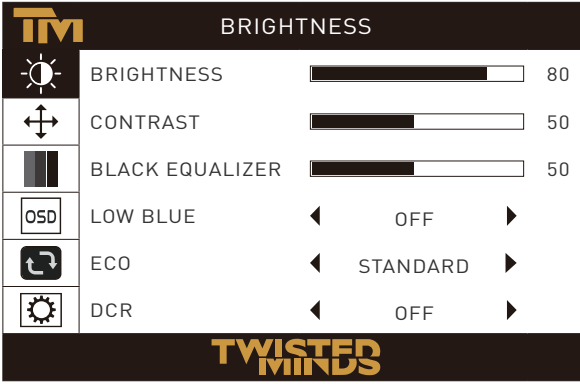 TM BRIGHTNESS
BRIGHTNESS 80
CONTRAST 50
BLACK EQUALIZER 50
OSD LOW BLUE OFF
ECO STANDARD
DCR OFF
TWISTED
MINDS